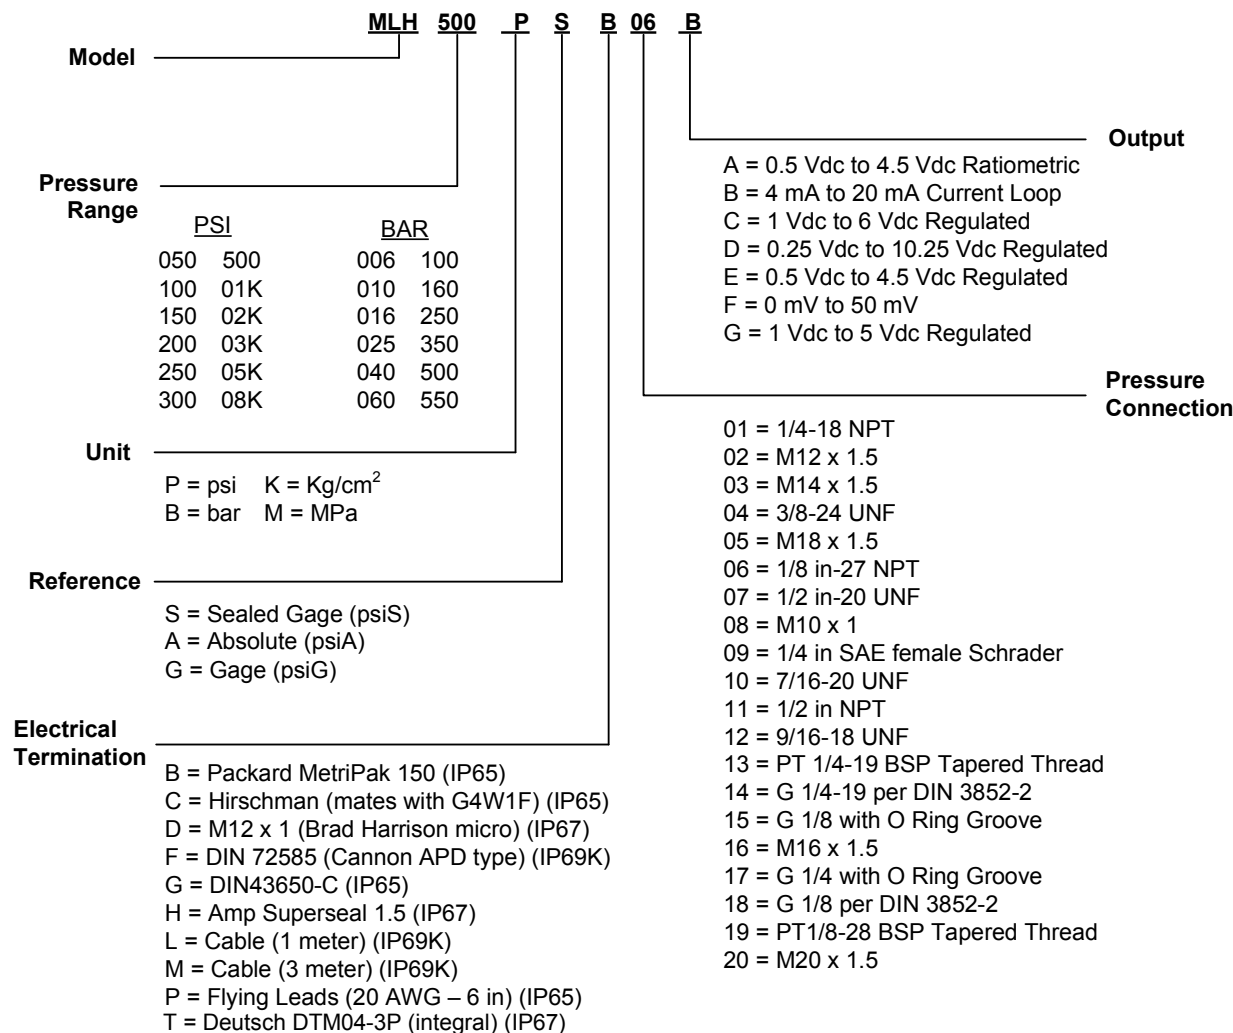 MLH 500 P S B 06 B
Model
Pressure
Range
PSI BAR
050 500 006 100
100 01K 010 160
150 02K 016 250
200 03K 025 350
250 05K 040 500
300 08K 060 550
Unit
P = psi K = Kg/cm²
B = bar M = MPa
Reference
S = Sealed Gage (psiS)
A = Absolute (psiA)
G = Gage (psiG)
Electrical
Termination
B = Packard MetriPak 150 (IP65)
C = Hirschman (mates with G4W1F) (IP65)
D = M12 x 1 (Brad Harrison micro) (IP67)
F = DIN 72585 (Cannon APD type) (IP69K)
G = DIN43650-C (IP65)
H = Amp Superseal 1.5 (IP67)
L = Cable (1 meter) (IP69K)
M = Cable (3 meter) (IP69K)
P = Flying Leads (20 AWG – 6 in) (IP65)
T = Deutsch DTM04-3P (integral) (IP67)
Output
A = 0.5 Vdc to 4.5 Vdc Ratiometric
B = 4 mA to 20 mA Current Loop
C = 1 Vdc to 6 Vdc Regulated
D = 0.25 Vdc to 10.25 Vdc Regulated
E = 0.5 Vdc to 4.5 Vdc Regulated
F = 0 mV to 50 mV
G = 1 Vdc to 5 Vdc Regulated
Pressure
Connection
01 = 1/4-18 NPT
02 = M12 x 1.5
03 = M14 x 1.5
04 = 3/8-24 UNF
05 = M18 x 1.5
06 = 1/8 in-27 NPT
07 = 1/2 in-20 UNF
08 = M10 x 1
09 = 1/4 in SAE female Schrader
10 = 7/16-20 UNF
11 = 1/2 in NPT
12 = 9/16-18 UNF
13 = PT 1/4-19 BSP Tapered Thread
14 = G 1/4-19 per DIN 3852-2
15 = G 1/8 with O Ring Groove
16 = M16 x 1.5
17 = G 1/4 with O Ring Groove
18 = G 1/8 per DIN 3852-2
19 = PT1/8-28 BSP Tapered Thread
20 = M20 x 1.5